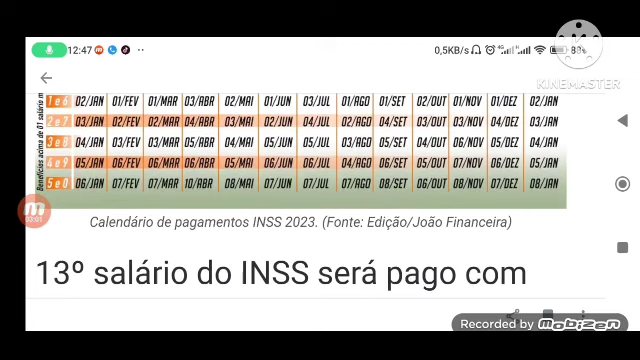 12:47
0,5KB/s 4G 88%
KINEMASTER
Benefícios acima de 01 salário m
1 e 6 02/JAN 01/FEV 01/MAR 03/ABR 02/MAI 01/JUN 03/JUL 01/AGO 01/SET 02/OUT 01/NOV 01/DEZ 02/JAN
2 e 7 03/JAN 02/FEV 02/MAR 04/ABR 03/MAI 02/JUN 04/JUL 02/AGO 04/SET 03/OUT 03/NOV 04/DEZ 03/JAN
3 e 8 04/JAN 03/FEV 03/MAR 05/ABR 04/MAI 05/JUN 05/JUL 03/AGO 05/SET 04/OUT 06/NOV 05/DEZ 04/JAN
4 e 9 05/JAN 06/FEV 06/MAR 06/ABR 05/MAI 06/JUN 06/JUL 04/AGO 06/SET 05/OUT 07/NOV 06/DEZ 05/JAN
5 e 0 06/JAN 07/FEV 07/MAR 10/ABR 08/MAI 07/JUN 07/JUL 07/AGO 08/SET 06/OUT 08/NOV 07/DEZ 08/JAN
Calendário de pagamentos INSS 2023. (Fonte: Edição/João Financeira)
13º salário do INSS será pago com
Recorded by Mobizen